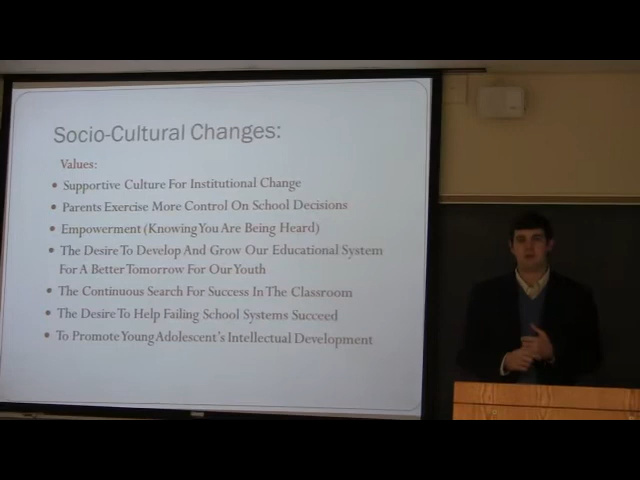 Socio-Cultural Changes:
Values:
• Supportive Culture For Institutional Change
• Parents Exercise More Control On School Decisions
• Empowerment (Knowing You Are Being Heard)
• The Desire To Develop And Grow Our Educational System
For A Better Tomorrow For Our Youth
• The Continuous Search For Success In The Classroom
• The Desire To Help Failing School Systems Succeed
• To Promote Young Adolescent's Intellectual Development